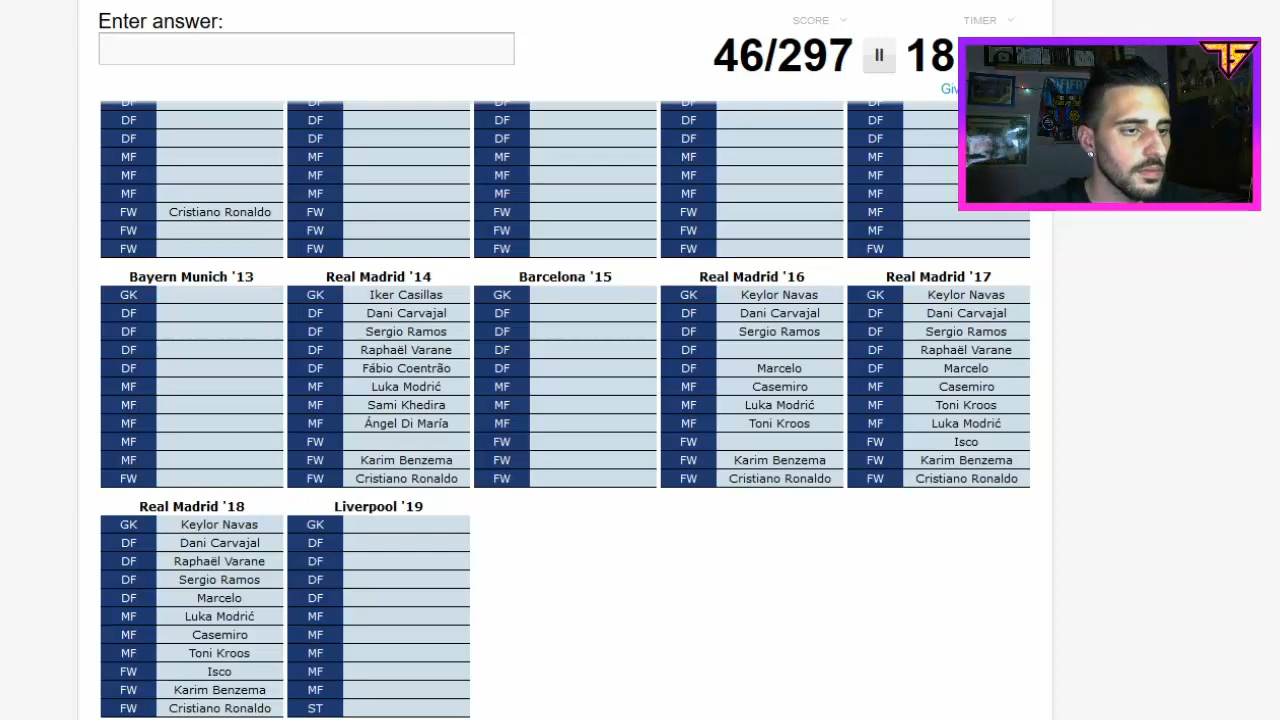 Enter answer:
SCORE
TIMER
46/297
18
Giv
DF DF DF DF DF
DF DF DF DF DF
DF DF DF DF DF
MF MF MF MF MF
MF MF MF MF MF
MF MF MF MF MF
FW Cristiano Ronaldo FW FW FW MF
FW FW FW FW MF
FW FW FW FW FW
Bayern Munich '13 Real Madrid '14 Barcelona '15 Real Madrid '16 Real Madrid '17
GK GK Iker Casillas GK GK Keylor Navas GK Keylor Navas
DF DF Dani Carvajal DF DF Dani Carvajal DF Dani Carvajal
DF DF Sergio Ramos DF DF Sergio Ramos DF Sergio Ramos
DF DF Raphaël Varane DF DF DF Raphaël Varane
DF DF Fábio Coentrão DF DF Marcelo DF Marcelo
MF MF Luka Modrić MF MF Casemiro MF Casemiro
MF MF Sami Khedira MF MF Luka Modrić MF Toni Kroos
MF MF Ángel Di María MF MF Toni Kroos MF Luka Modrić
MF FW FW FW FW Isco
MF FW Karim Benzema FW FW Karim Benzema FW Karim Benzema
FW FW Cristiano Ronaldo FW FW Cristiano Ronaldo FW Cristiano Ronaldo
Real Madrid '18 Liverpool '19
GK Keylor Navas GK
DF Dani Carvajal DF
DF Raphaël Varane DF
DF Sergio Ramos DF
DF Marcelo DF
MF Luka Modrić MF
MF Casemiro MF
MF Toni Kroos MF
FW Isco MF
FW Karim Benzema MF
FW Cristiano Ronaldo ST